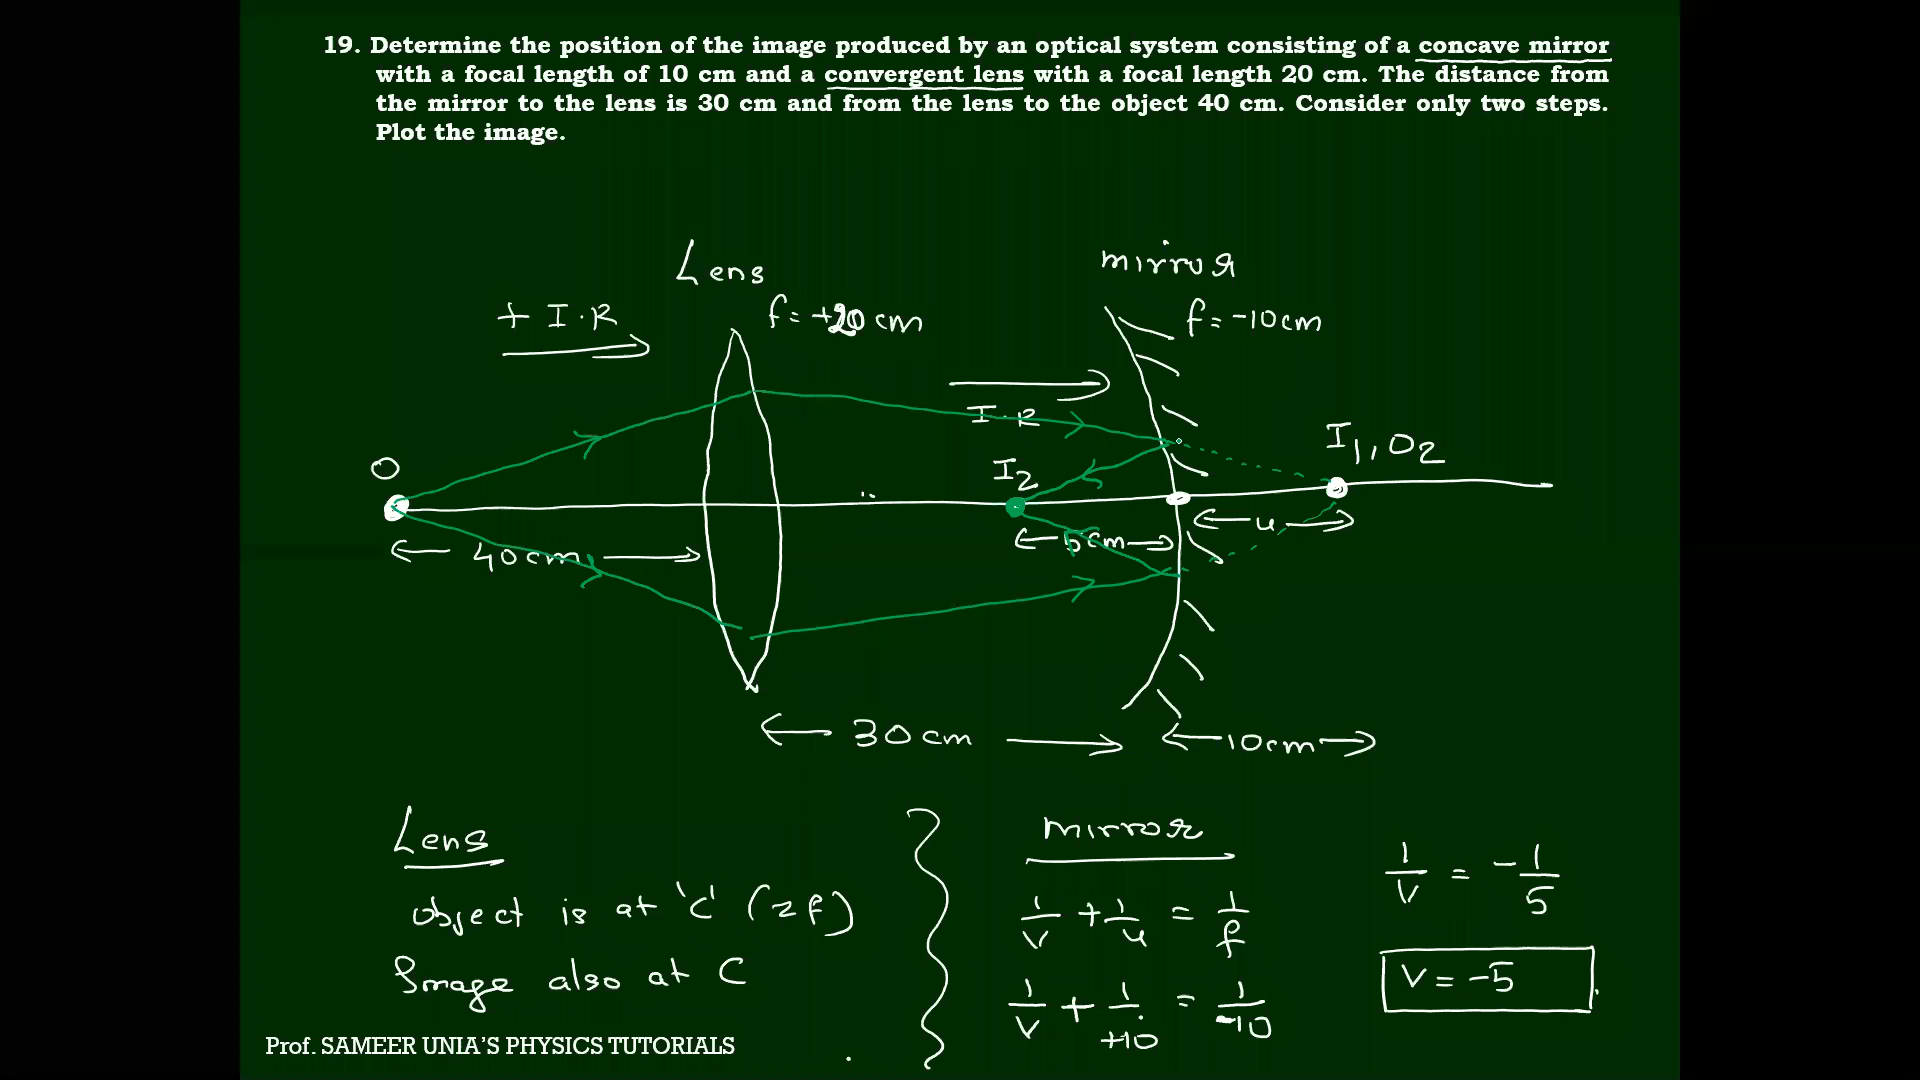 19. Determine the position of the image produced by an optical system consisting of a concave mirror
with a focal length of 10 cm and a convergent lens with a focal length 20 cm. The distance from
the mirror to the lens is 30 cm and from the lens to the object 40 cm. Consider only two steps.
Plot the image.
Lens
mirror
+ I.R
f = +20 cm
f = -10cm
I.R
O
I2
I1, O2
40cm
5cm
u
30cm
10cm
Lens
object is at 'C' (2f)
Image also at C
mirror
1/v + 1/u = 1/f
1/v + 1/+10 = 1/-10
1/v = -1/5
v = -5
Prof. SAMEER UNIA'S PHYSICS TUTORIALS